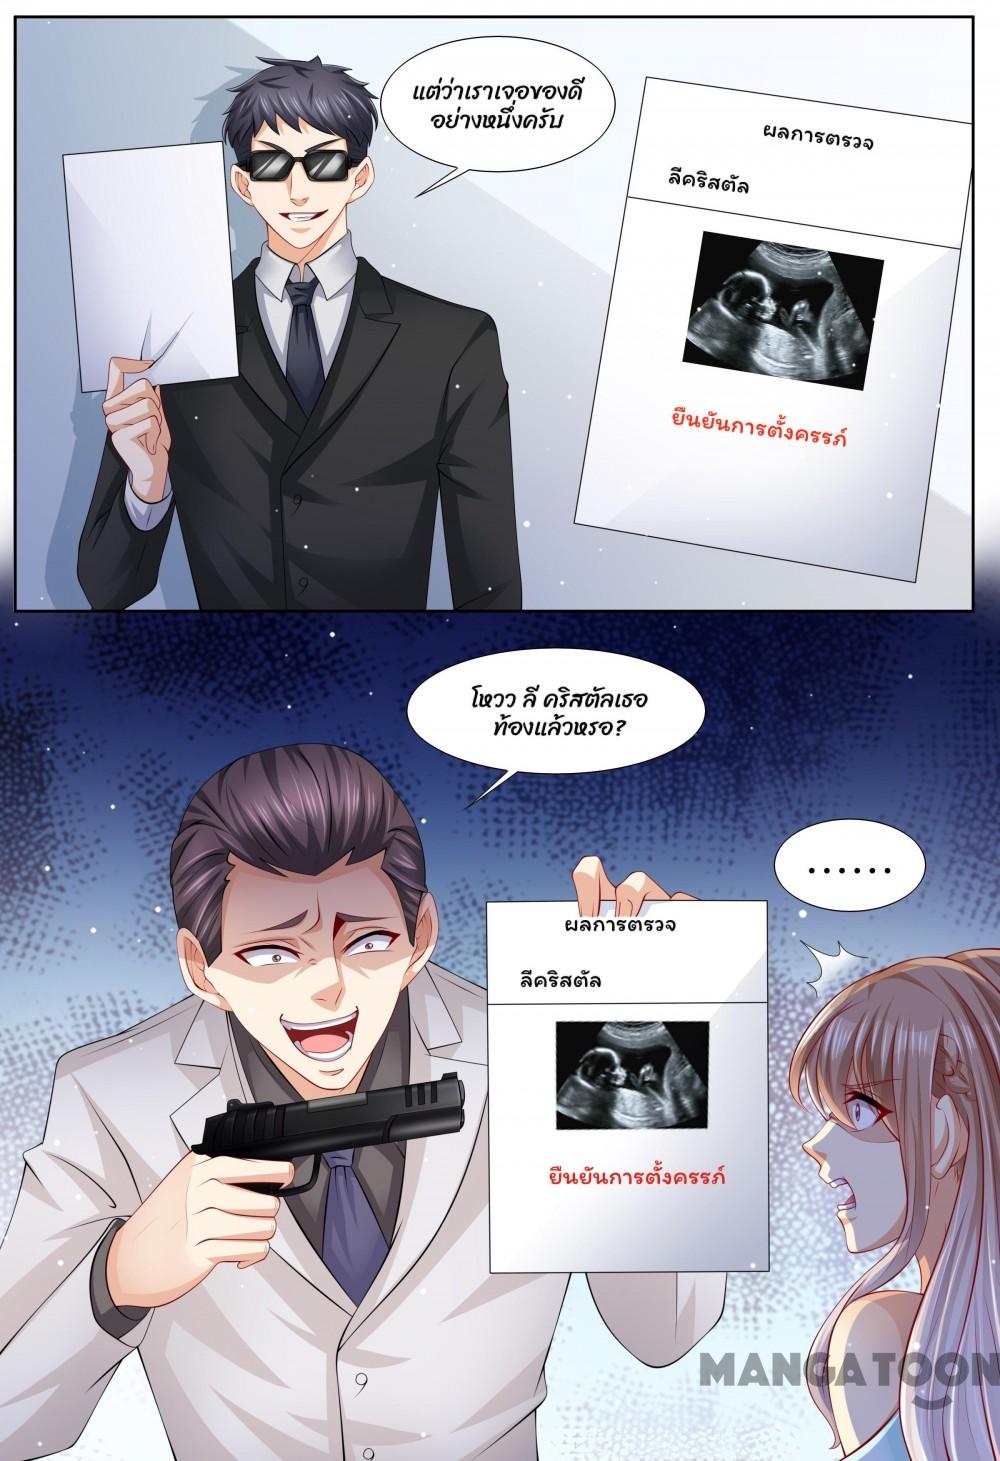 แต่ว่าเราเจอของดี
อย่างหนึ่งครับ
ผลการตรวจ
ลีคริสตัล
ยืนยันการตั้งครรภ์
โหวว ลี คริสตัลเธอ
ท้องแล้วหรอ?
......
ผลการตรวจ
ลีคริสตัล
ยืนยันการตั้งครรภ์
MANGATOON